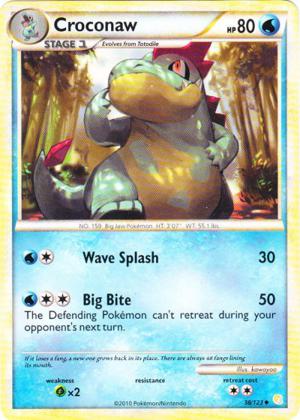 Croconaw
HP 80
STAGE 1
Evolves from Totodile
NO. 159 Big Jaw Pokémon HT: 3'07" WT: 55.1 lbs.
Wave Splash 30
Big Bite 50
The Defending Pokémon can't retreat during your
opponent's next turn.
If it loses a fang, a new one grows back in its place. There are always 48 fangs lining
its mouth.
Illus. kawayoo
weakness
resistance
retreat cost
×2
©2010 Pokémon/Nintendo
36/123